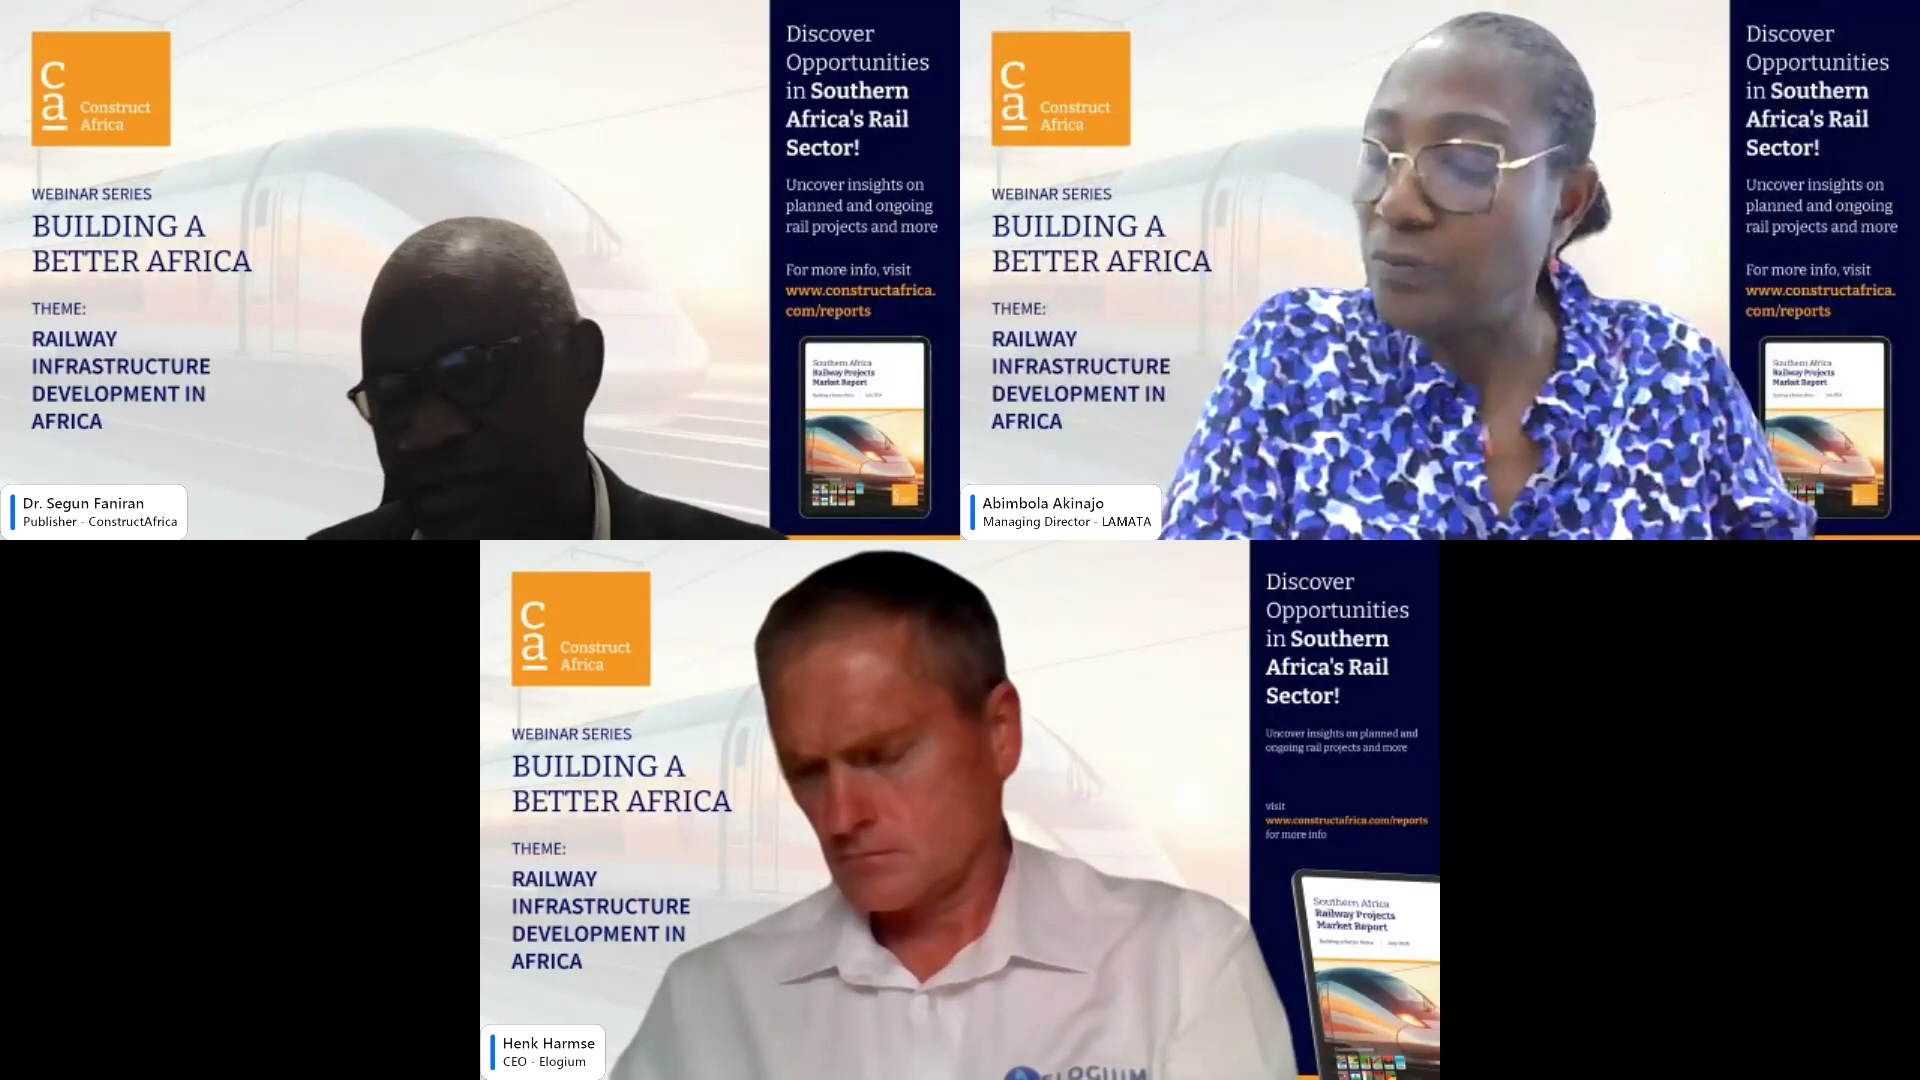 ca
Construct
Africa
WEBINAR SERIES
BUILDING A
BETTER AFRICA
THEME:
RAILWAY
INFRASTRUCTURE
DEVELOPMENT IN
AFRICA
Discover
Opportunities
in Southern
Africa's Rail
Sector!
Uncover insights on
planned and ongoing
rail projects and more
For more info, visit
www.constructafrica.
com/reports
Southern Africa
Railway Projects
Market Report
Dr. Segun Faniran
Publisher - ConstructAfrica
ca
Construct
Africa
WEBINAR SERIES
BUILDING A
BETTER AFRICA
THEME:
RAILWAY
INFRASTRUCTURE
DEVELOPMENT IN
AFRICA
Discover
Opportunities
in Southern
Africa's Rail
Sector!
Uncover insights on
planned and ongoing
rail projects and more
For more info, visit
www.constructafrica.
com/reports
Southern Africa
Railway Projects
Market Report
Abimbola Akinajo
Managing Director - LAMATA
ca
Construct
Africa
WEBINAR SERIES
BUILDING A
BETTER AFRICA
THEME:
RAILWAY
INFRASTRUCTURE
DEVELOPMENT IN
AFRICA
Discover
Opportunities
in Southern
Africa's Rail
Sector!
Uncover insights on planned and
ongoing rail projects and more
visit
www.constructafrica.com/reports
for more info
Southern Africa
Railway Projects
Market Report
Henk Harmse
CEO - Elogium
ELOGIUM